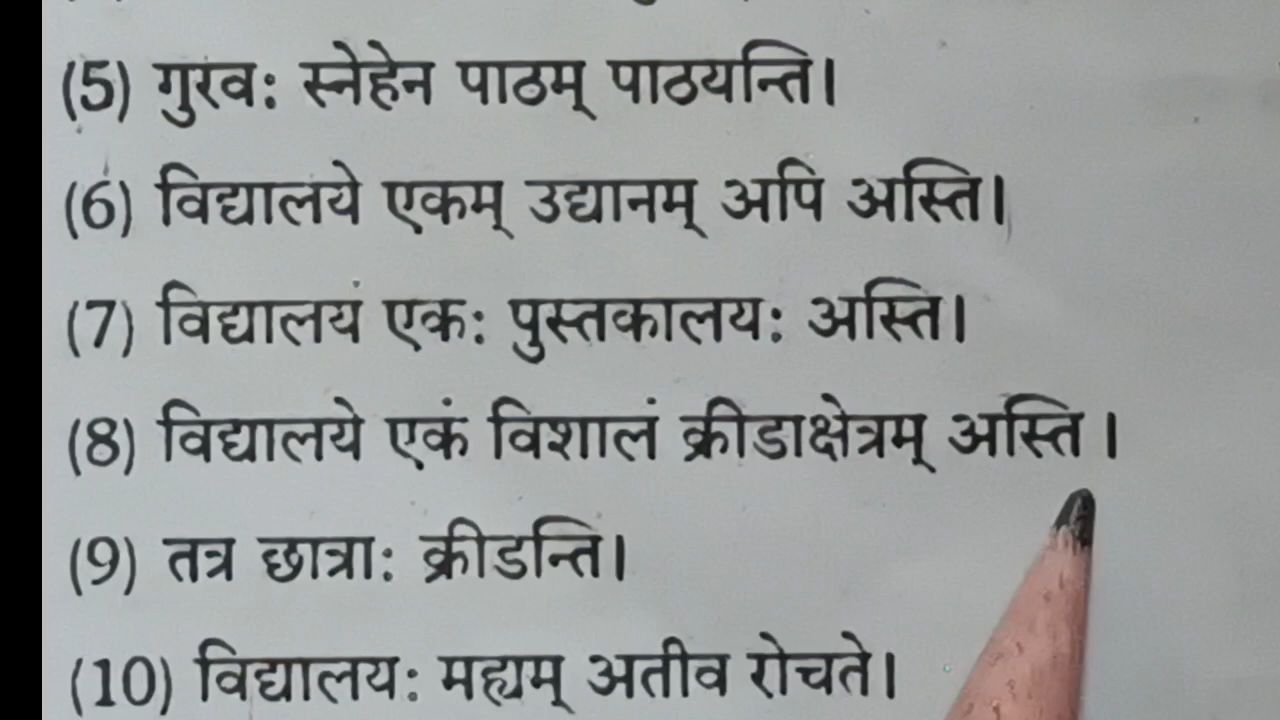 (5) गुरवः स्नेहेन पाठम् पाठयन्ति।
(6) विद्यालये एकम् उद्यानम् अपि अस्ति।
(7) विद्यालयं एकः पुस्तकालयः अस्ति।
(8) विद्यालये एकं विशालं क्रीडाक्षेत्रम् अस्ति ।
(9) तत्र छात्राः क्रीडन्ति।
(10) विद्यालयः मह्यम् अतीव रोचते।